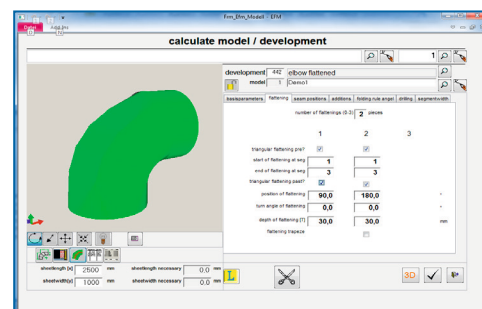 Frm_Efm_Modell EFM
Datei Add-Ins
calculate model / development
1
development 442 elbow flattened
model 1 Demo1
baseparameters flattening seam positions additions folding rule angel drilling segmentwidth
number of flattenings (0-3) 2 pieces
1 2 3
triangular flattening pre?
start of flattening at seg 1 1
end of flattening at seg 3 3
triangular flattening past?
position of flattening 90,0 180,0 °
turn angle of flattening 0,0 0,0 °
depth of flattening [T] 30,0 30,0 mm
flattening trapeze
sheetlength [x] 2500 mm sheetlength necessary 0,0 mm
sheetwidth[y] 1000 mm sheetwidth necessary 0,0 mm
L
3D